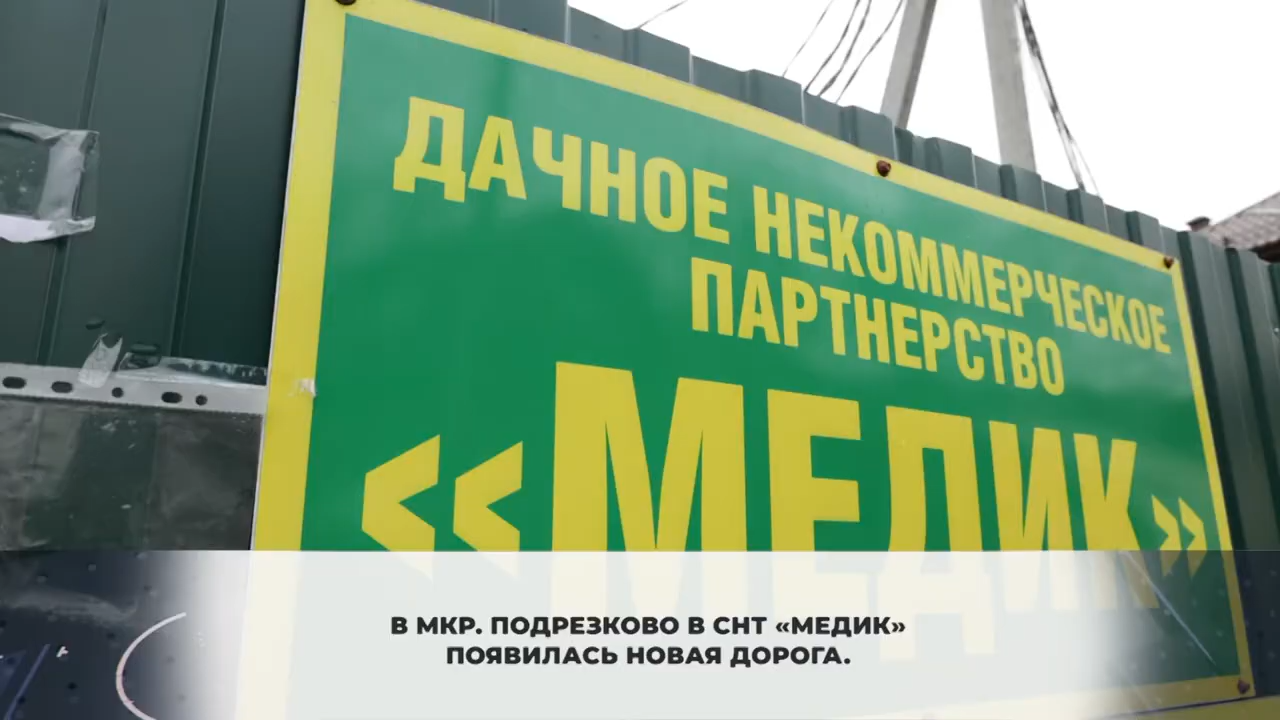 ДАЧНОЕ НЕКОММЕРЧЕСКОЕ
ПАРТНЕРСТВО
«МЕДИК»
В МКР. ПОДРЕЗКОВО В СНТ «МЕДИК»
ПОЯВИЛАСЬ НОВАЯ ДОРОГА.